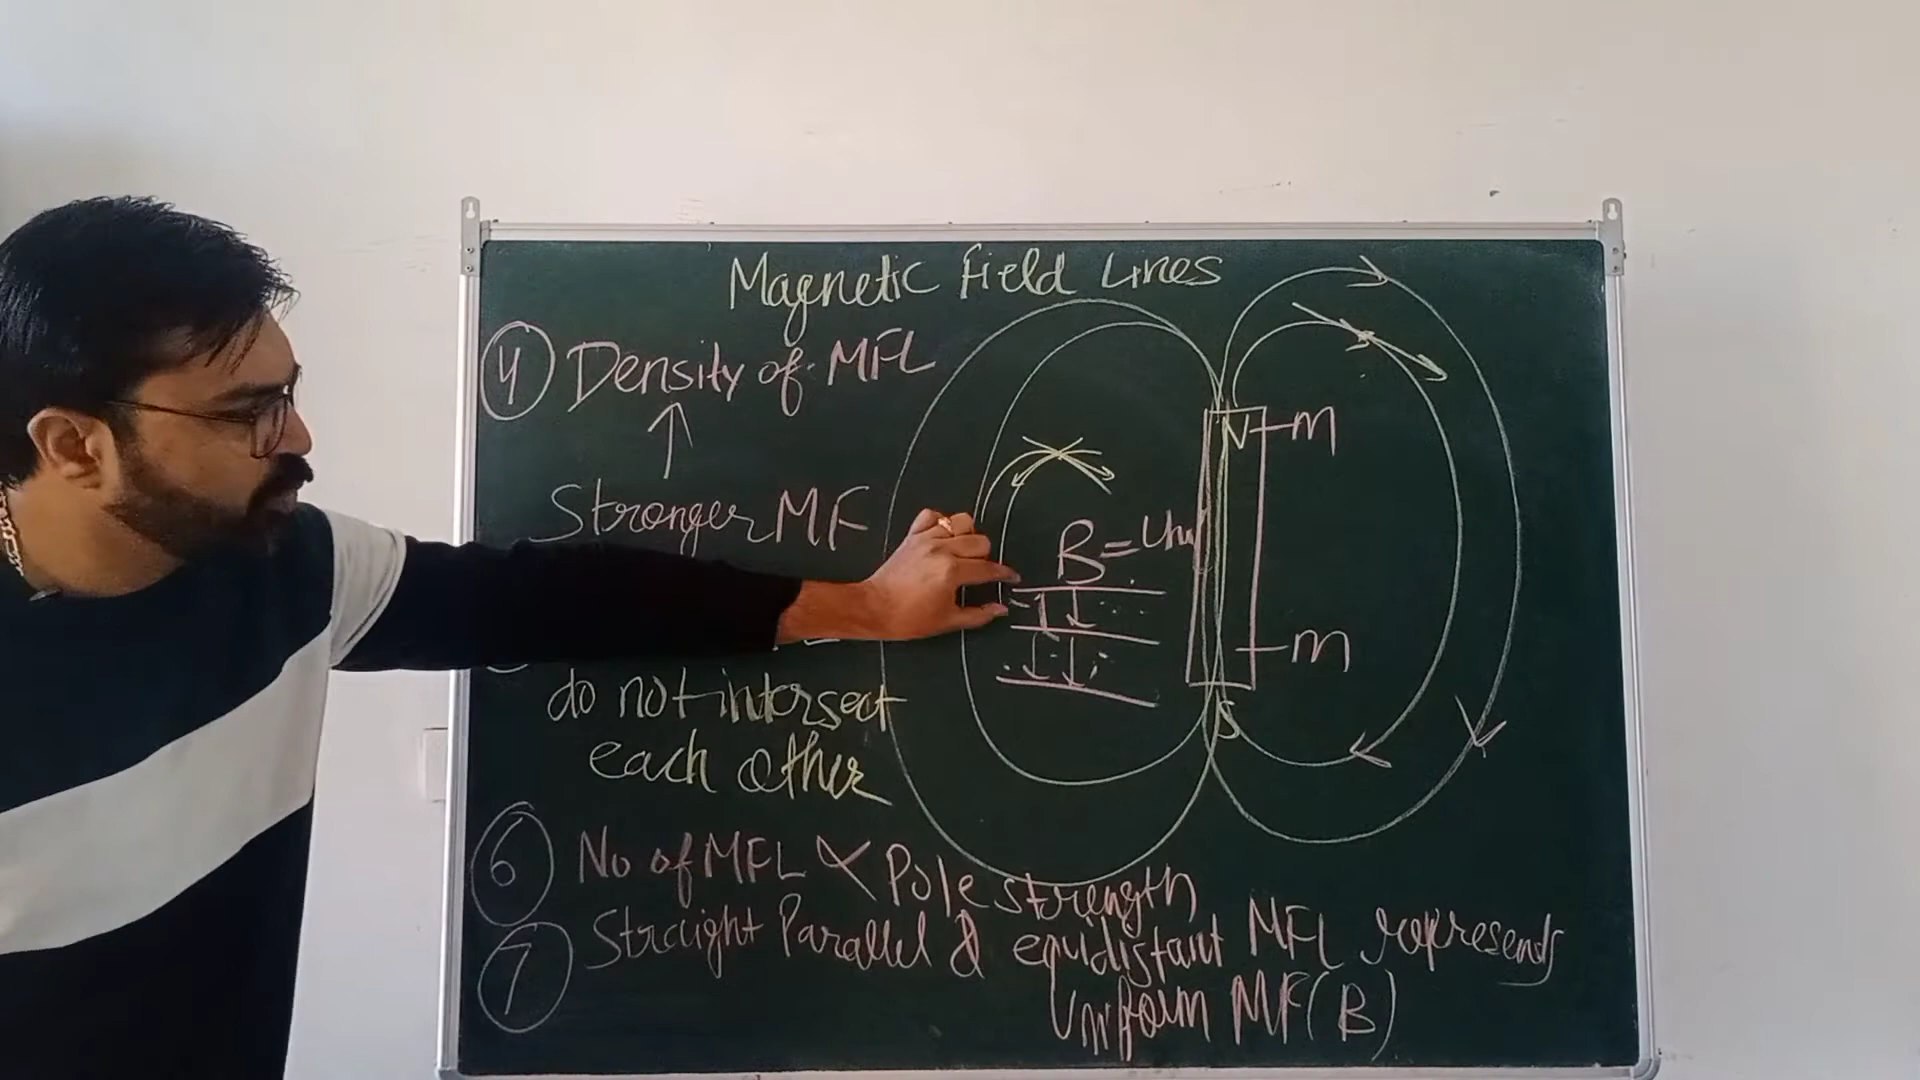 Magnetic Field Lines
4 Density of MFL
↑
Stronger MF
do not intersect
each other
6 No of MFL ∝ Pole strength
7 Straight Parallel & equidistant MFL represents
Uniform MF (B)
B =
N m
m
S